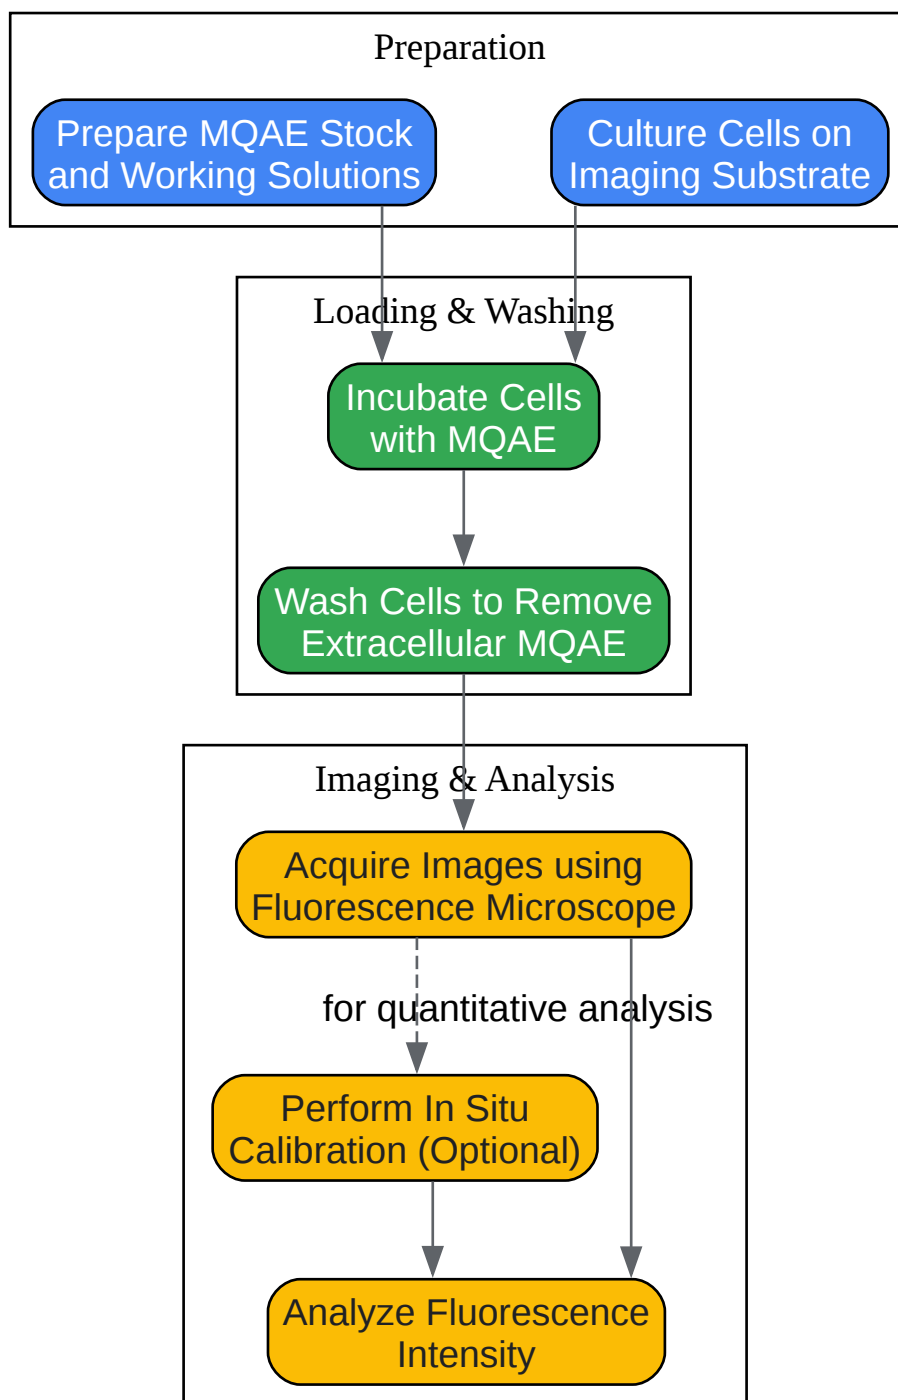 Preparation
Prepare MQAE Stock
and Working Solutions
Culture Cells on
Imaging Substrate
Loading & Washing
Incubate Cells
with MQAE
Wash Cells to Remove
Extracellular MQAE
Imaging & Analysis
Acquire Images using
Fluorescence Microscope
for quantitative analysis
Perform In Situ
Calibration (Optional)
Analyze Fluorescence
Intensity